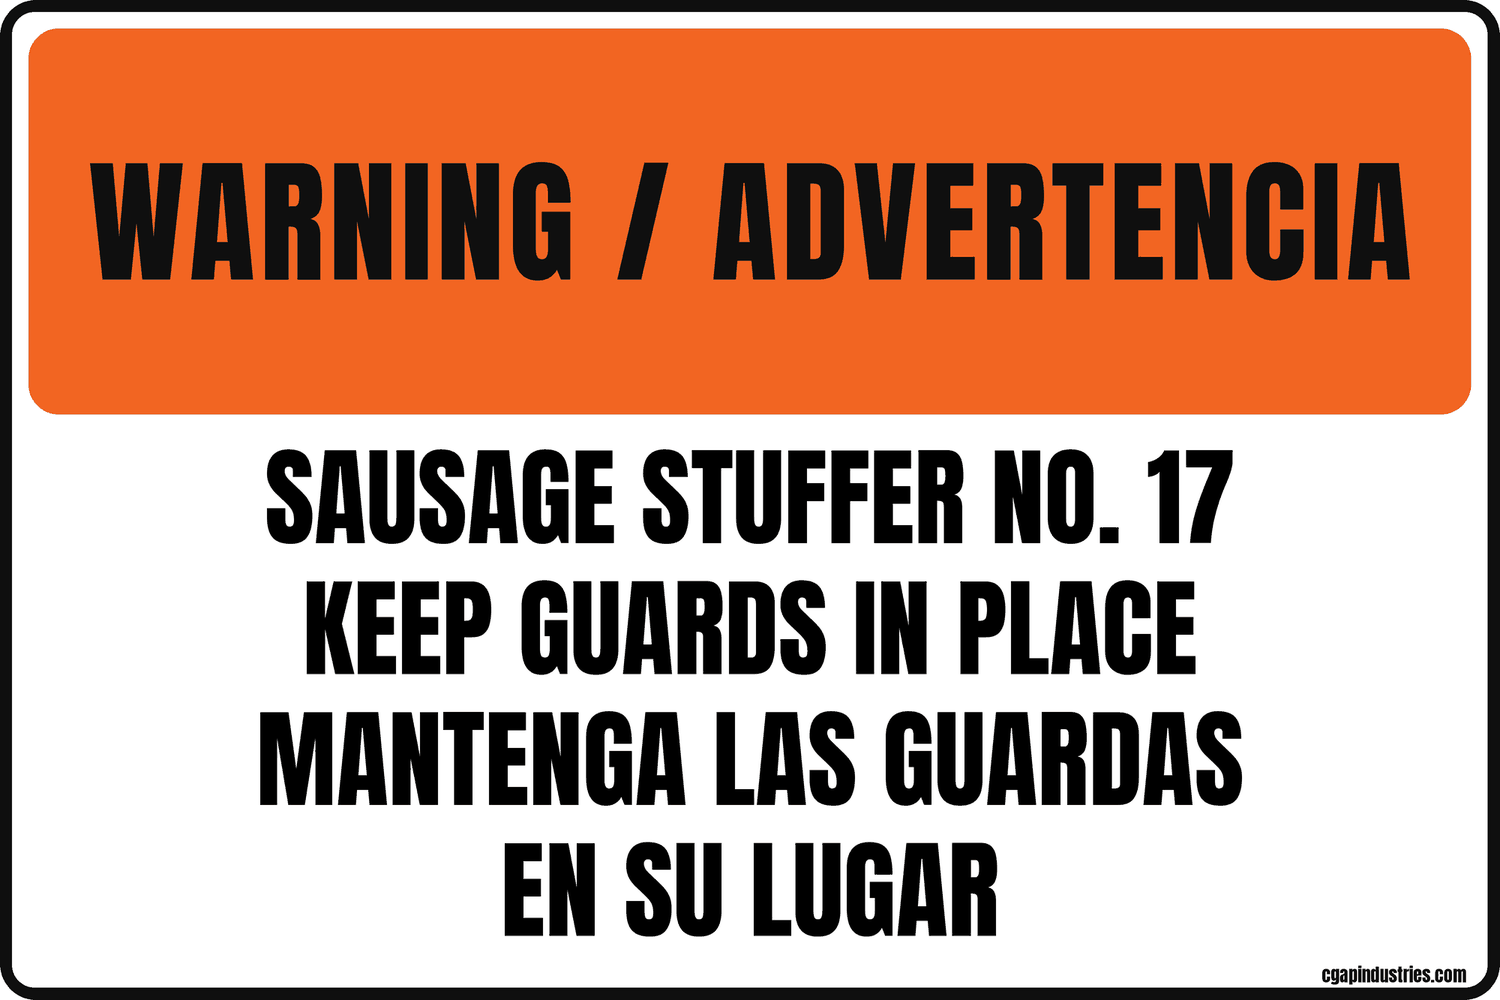 WARNING / ADVERTENCIA
SAUSAGE STUFFER NO. 17
KEEP GUARDS IN PLACE
MANTENGA LAS GUARDAS
EN SU LUGAR
cgapindustries.com